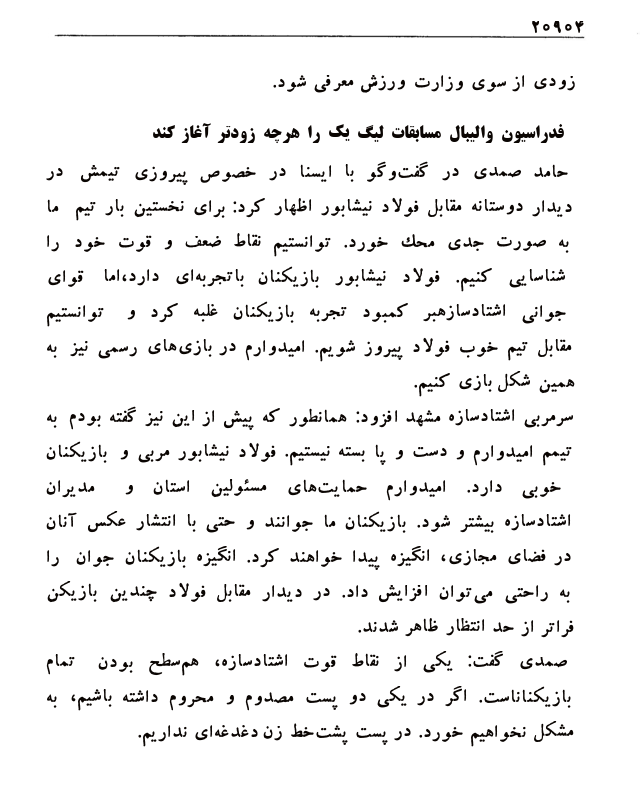 ۲۰۹۰۴
زودی از سوی وزارت ورزش معرفی شود.
فدراسیون والیبال مسابقات لیگ یک را هرچه زودتر آغاز کند
حامد صمدی در گفت‌وگو با ایسنا در خصوص پیروزی تیمش در
دیدار دوستانه مقابل فولاد نیشابور اظهار کرد: برای نخستین بار تیم ما
به صورت جدی محک خورد. توانستیم نقاط ضعف و قوت خود را
شناسایی کنیم. فولاد نیشابور بازیکنان باتجربه‌ای دارد،اما قوای
جوانی اشتادسازهبر کمبود تجربه بازیکنان غلبه کرد و توانستیم
مقابل تیم خوب فولاد پیروز شویم. امیدوارم در بازی‌های رسمی نیز به
همین شکل بازی کنیم.
سرمربی اشتادسازه مشهد افزود: همانطور که پیش از این نیز گفته بودم به
تیمم امیدوارم و دست و پا بسته نیستیم. فولاد نیشابور مربی و بازیکنان
خوبی دارد. امیدوارم حمایت‌های مسئولین استان و مدیران
اشتادسازه بیشتر شود. بازیکنان ما جوانند و حتی با انتشار عکس آنان
در فضای مجازی، انگیزه پیدا خواهند کرد. انگیزه بازیکنان جوان را
به راحتی می‌توان افزایش داد. در دیدار مقابل فولاد چندین بازیکن
فراتر از حد انتظار ظاهر شدند.
صمدی گفت: یکی از نقاط قوت اشتادسازه، هم‌سطح بودن تمام
بازیکناناست. اگر در یکی دو پست مصدوم و محروم داشته باشیم، به
مشکل نخواهیم خورد. در پست پشت‌خط زن دغدغه‌ای نداریم.